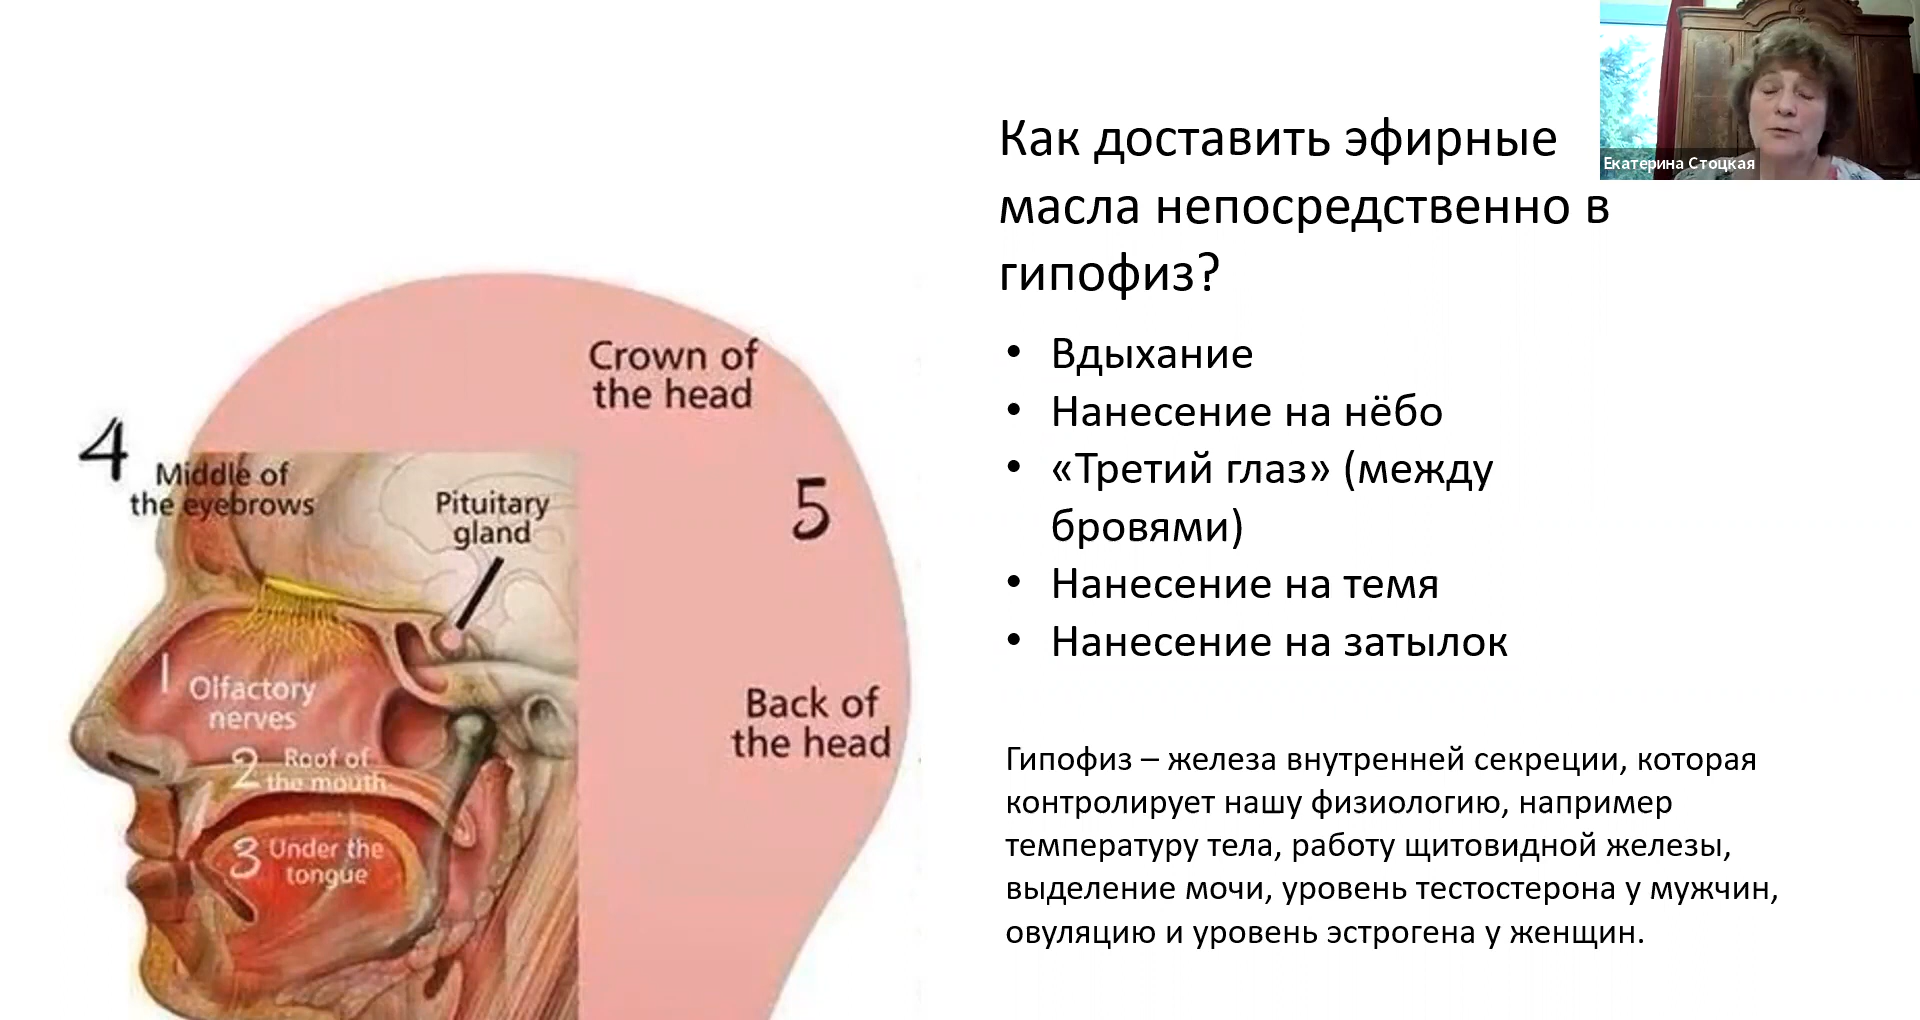 Екатерина Стоцкая
Как доставить эфирные
масла непосредственно в
гипофиз?
• Вдыхание
• Нанесение на нёбо
• «Третий глаз» (между
бровями)
• Нанесение на темя
• Нанесение на затылок
Гипофиз – железа внутренней секреции, которая
контролирует нашу физиологию, например
температуру тела, работу щитовидной железы,
выделение мочи, уровень тестостерона у мужчин,
овуляцию и уровень эстрогена у женщин.
Crown of
the head
4
Middle of
the eyebrows
Pituitary
gland
5
1 Olfactory
nerves
Back of
the head
2 Roof of
the mouth
3 Under the
tongue